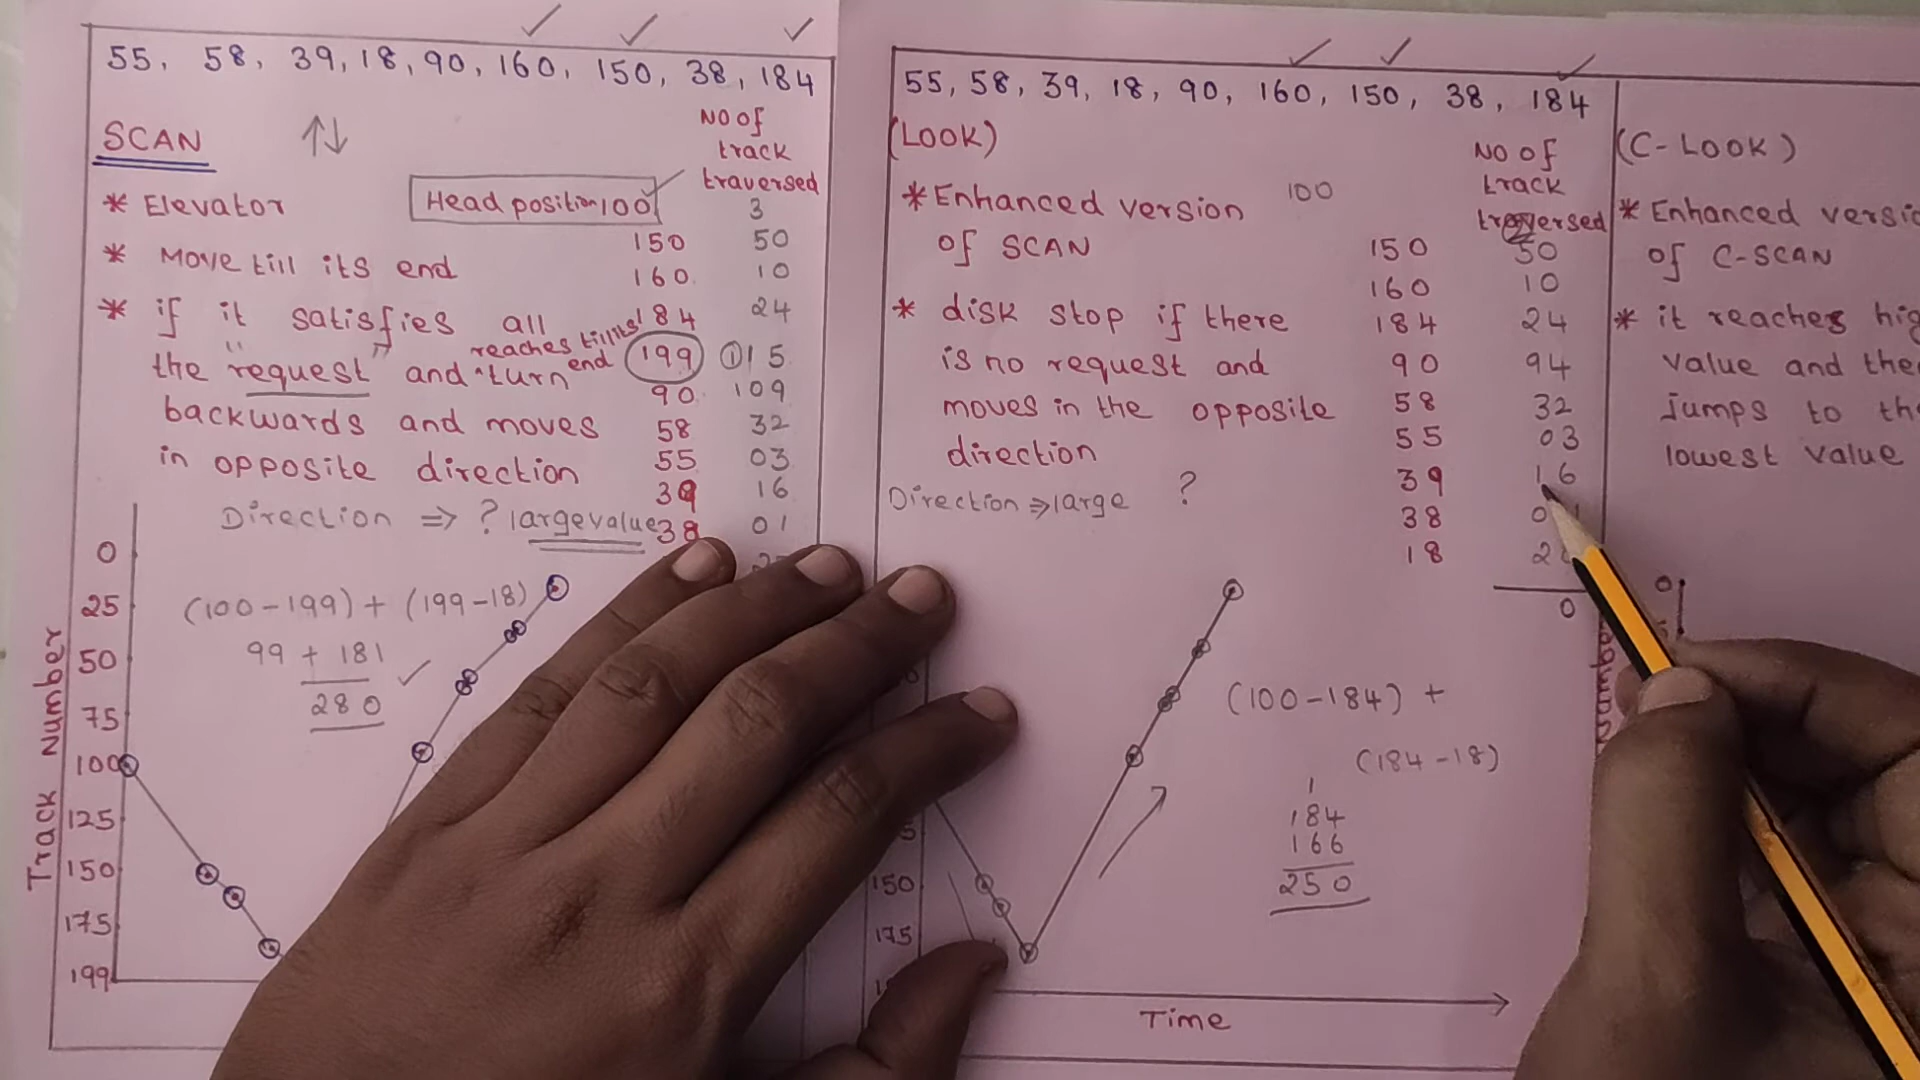 55, 58, 39, 18, 90, 160, 150, 38, 184
SCAN
NO Of
track
traversed
Head position 100
3
* Elevator
150 50
* Move till its end
160 10
* if it satisfies all
184 24
reaches till its end
199 ① 15
the "request" and ^turn
90 109
backwards and moves
58 32
in opposite direction
55 03
39 16
Direction ⇒ ? large value
38 01
0
25
50
75
100
125
150
175
199
Track Number
(100-199) + (199-18)
99 + 181
280
55, 58, 39, 18, 90, 160, 150, 38, 184
(LOOK)
NO Of
track
traversed
* Enhanced version
100
of SCAN
150 50
160 10
* disk stop if there
184 24
is no request and
90 94
moves in the opposite
58 32
direction
55 03
39 16
Direction ⇒ large ?
38
18
0
(100-184) +
(184-18)
1
184
166
250
150
175
Time
(C-LOOK)
* Enhanced
of C-SCAN
* it reaches
value and
jumps to
lowest value
0